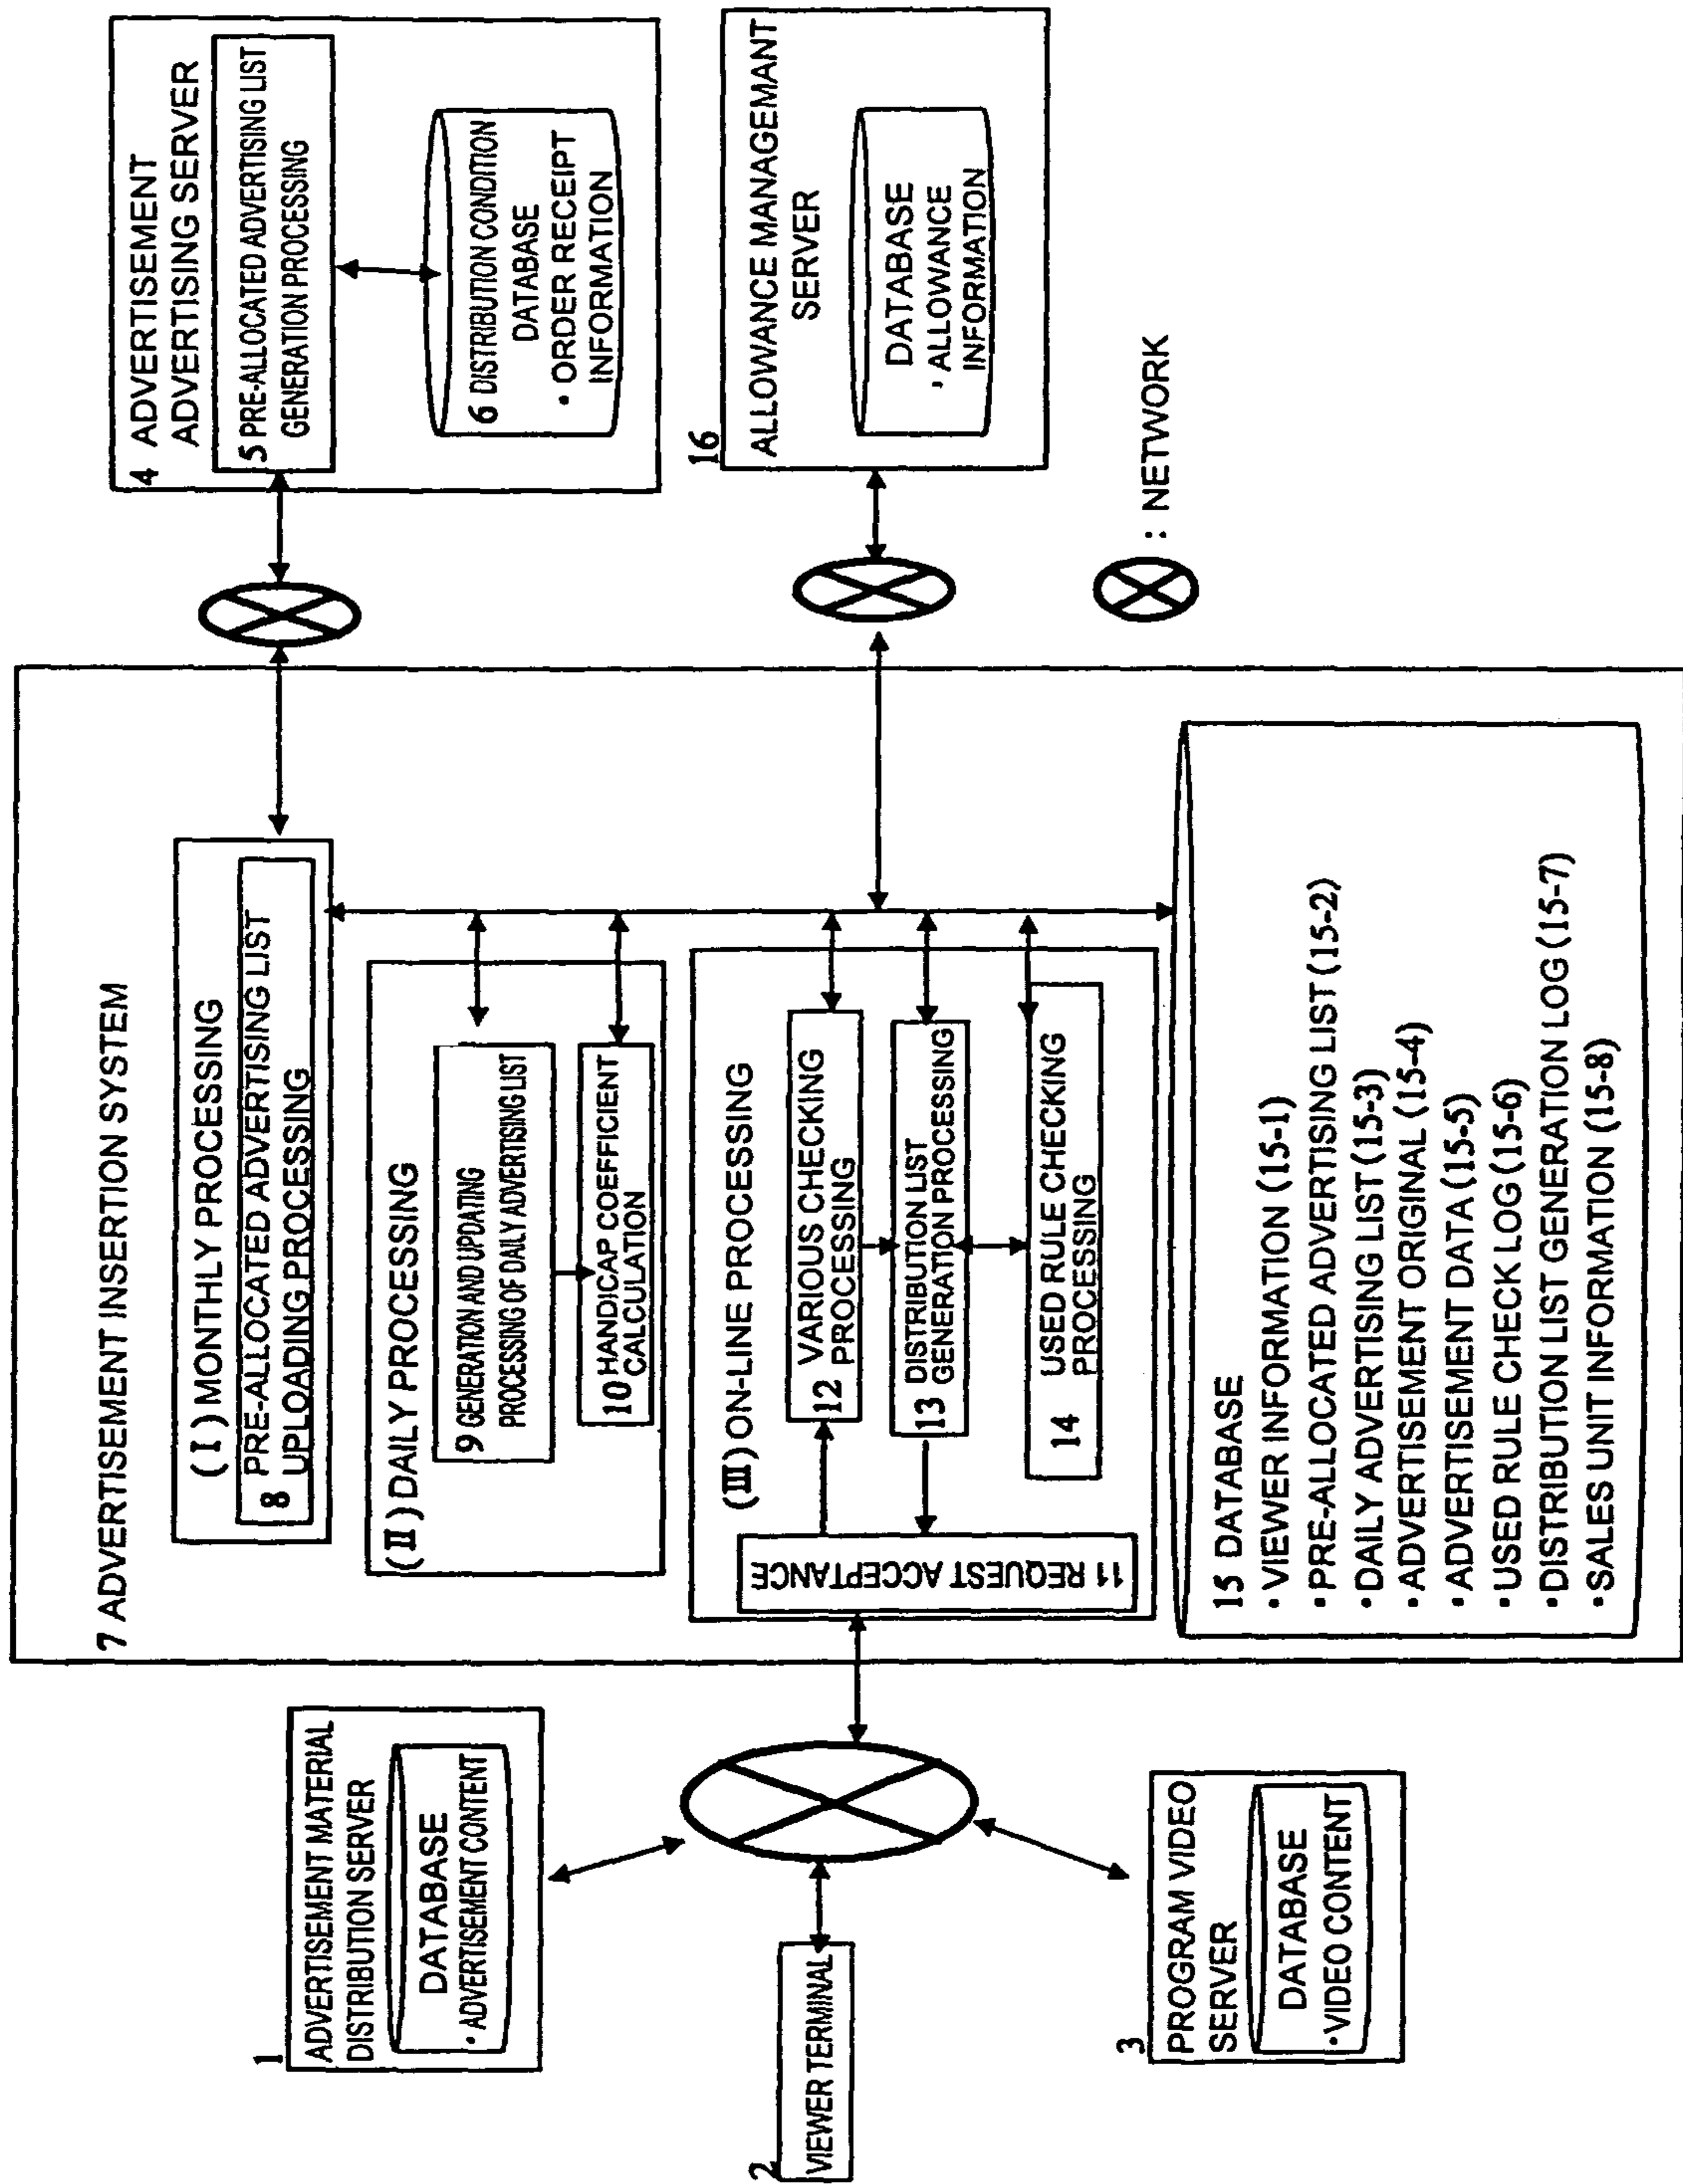 1
ADVERTISEMENT MATERIAL
DISTRIBUTION SERVER
DATABASE
・ADVERTISEMENT CONTENT
2
VIEWER TERMINAL
3
PROGRAM VIDEO
SERVER
DATABASE
・VIDEO CONTENT
7 ADVERTISEMENT INSERTION SYSTEM
(I) MONTHLY PROCESSING
8 PRE-ALLOCATED ADVERTISING LIST
UPLOADING PROCESSING
(II) DAILY PROCESSING
9 GENERATION AND UPDATING
PROCESSING OF DAILY ADVERTISING LIST
10 HANDICAP COEFFICIENT
CALCULATION
(III) ON-LINE PROCESSING
11 REQUEST ACCEPTANCE
12 VARIOUS CHECKING
PROCESSING
13 DISTRIBUTION LIST
GENERATION PROCESSING
14 USED RULE CHECKING
PROCESSING
15 DATABASE
・VIEWER INFORMATION (15-1)
・PRE-ALLOCATED ADVERTISING LIST (15-2)
・DAILY ADVERTISING LIST (15-3)
・ADVERTISEMENT ORIGINAL (15-4)
・ADVERTISEMENT DATA (15-5)
・USED RULE CHECK LOG (15-6)
・DISTRIBUTION LIST GENERATION LOG (15-7)
・SALES UNIT INFORMATION (15-8)
4 ADVERTISEMENT
ADVERTISING SERVER
5 PRE-ALLOCATED ADVERTISING LIST
GENERATION PROCESSING
6 DISTRIBUTION CONDITION
DATABASE
・ORDER RECEIPT
INFORMATION
16
ALLOWANCE MANAGEMANT
SERVER
DATABASE
' ALLOWANCE
INFORMATION
: NETWORK